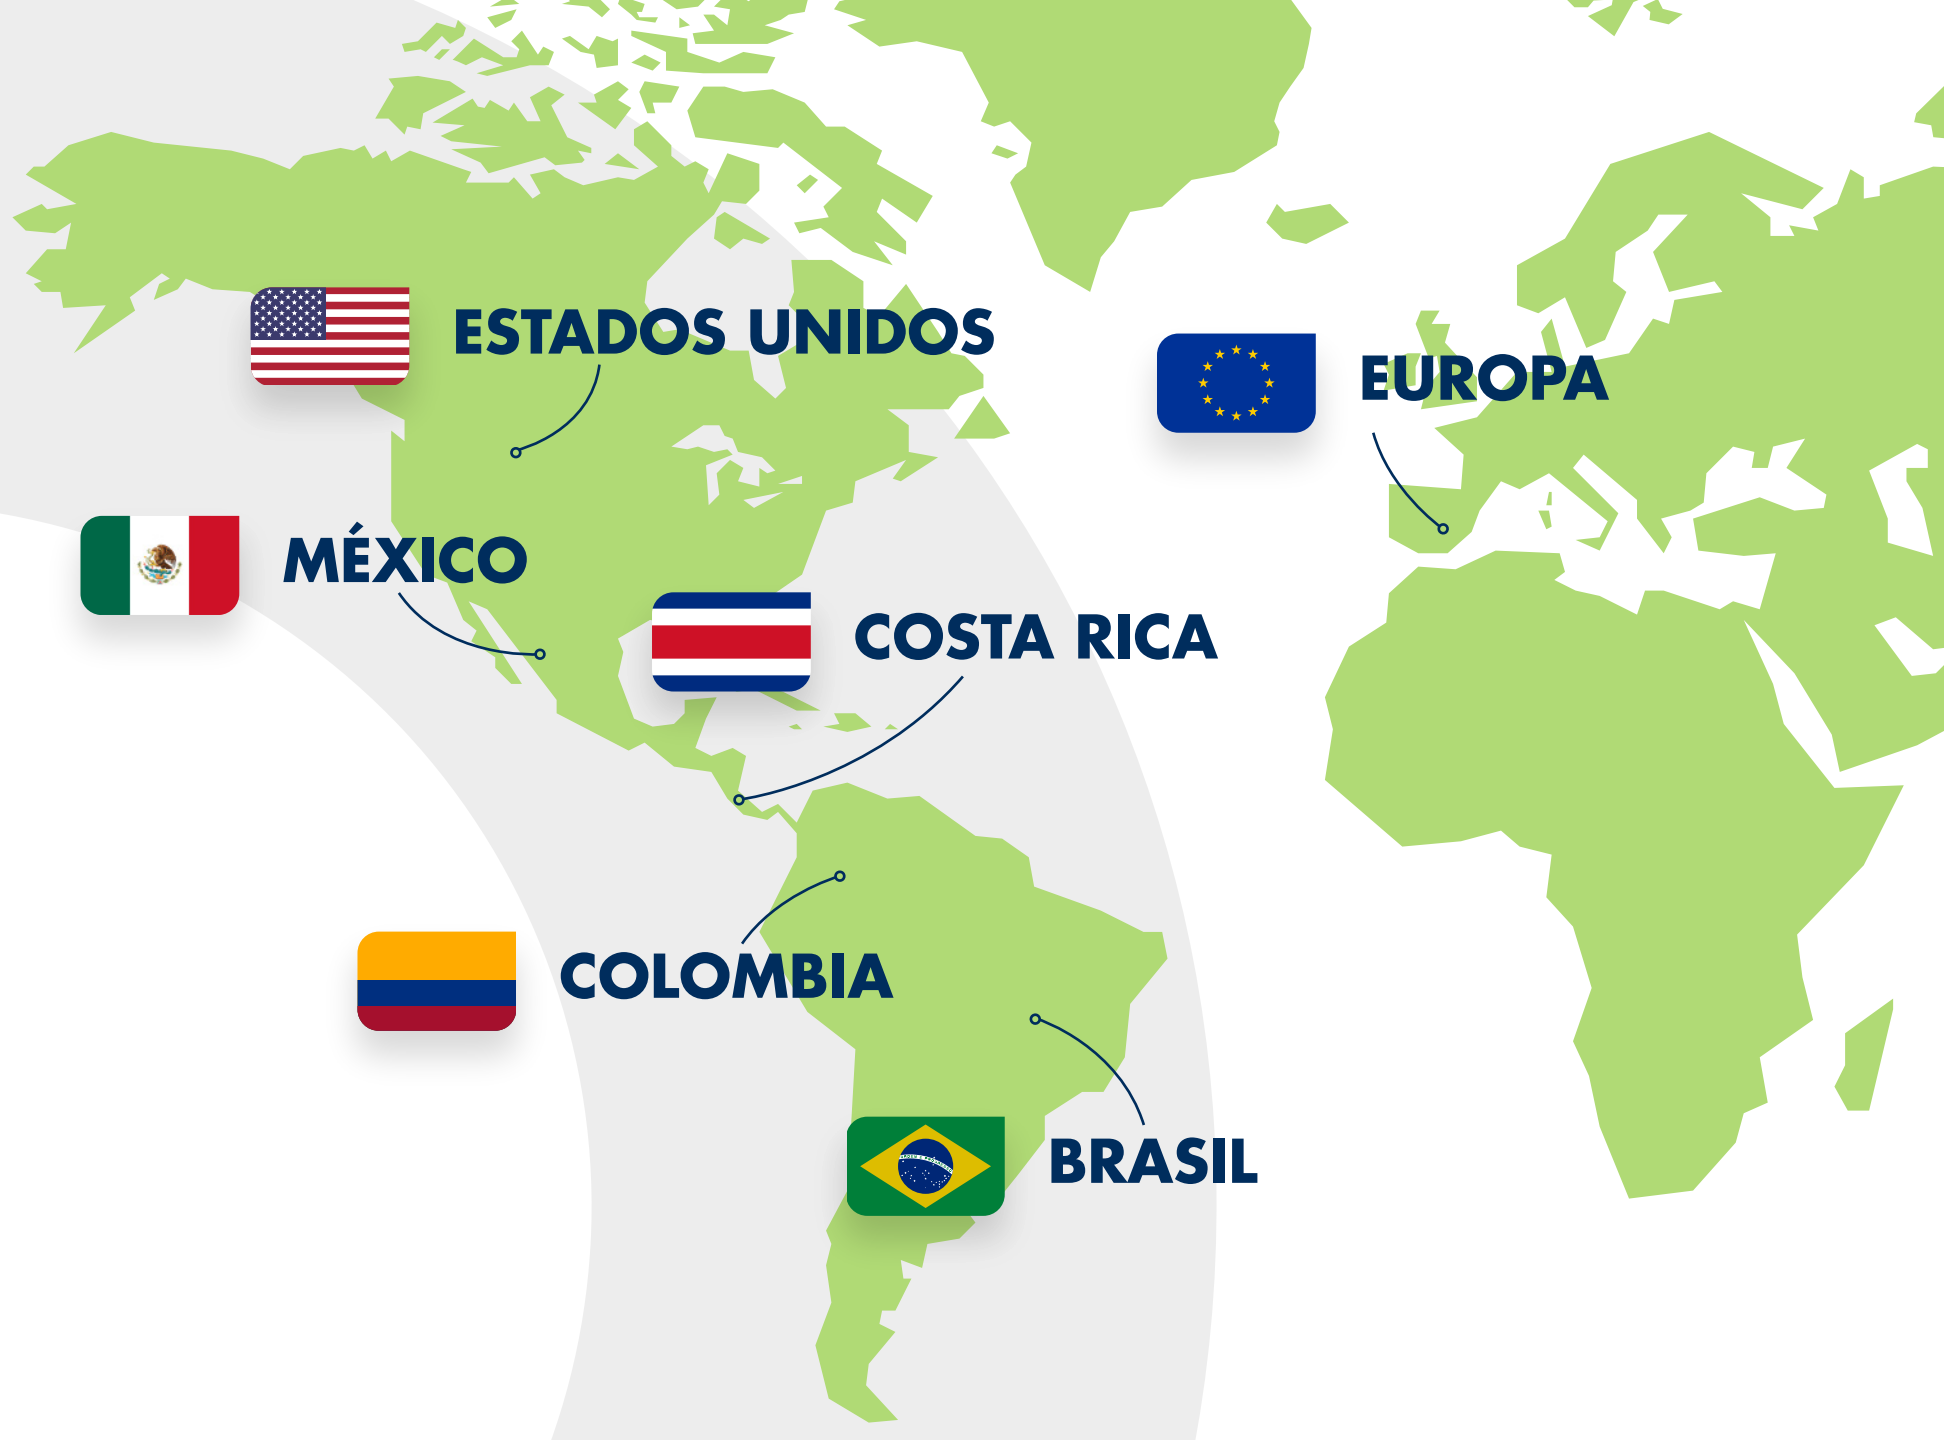 ESTADOS UNIDOS
EUROPA
MÉXICO
COSTA RICA
COLOMBIA
BRASIL